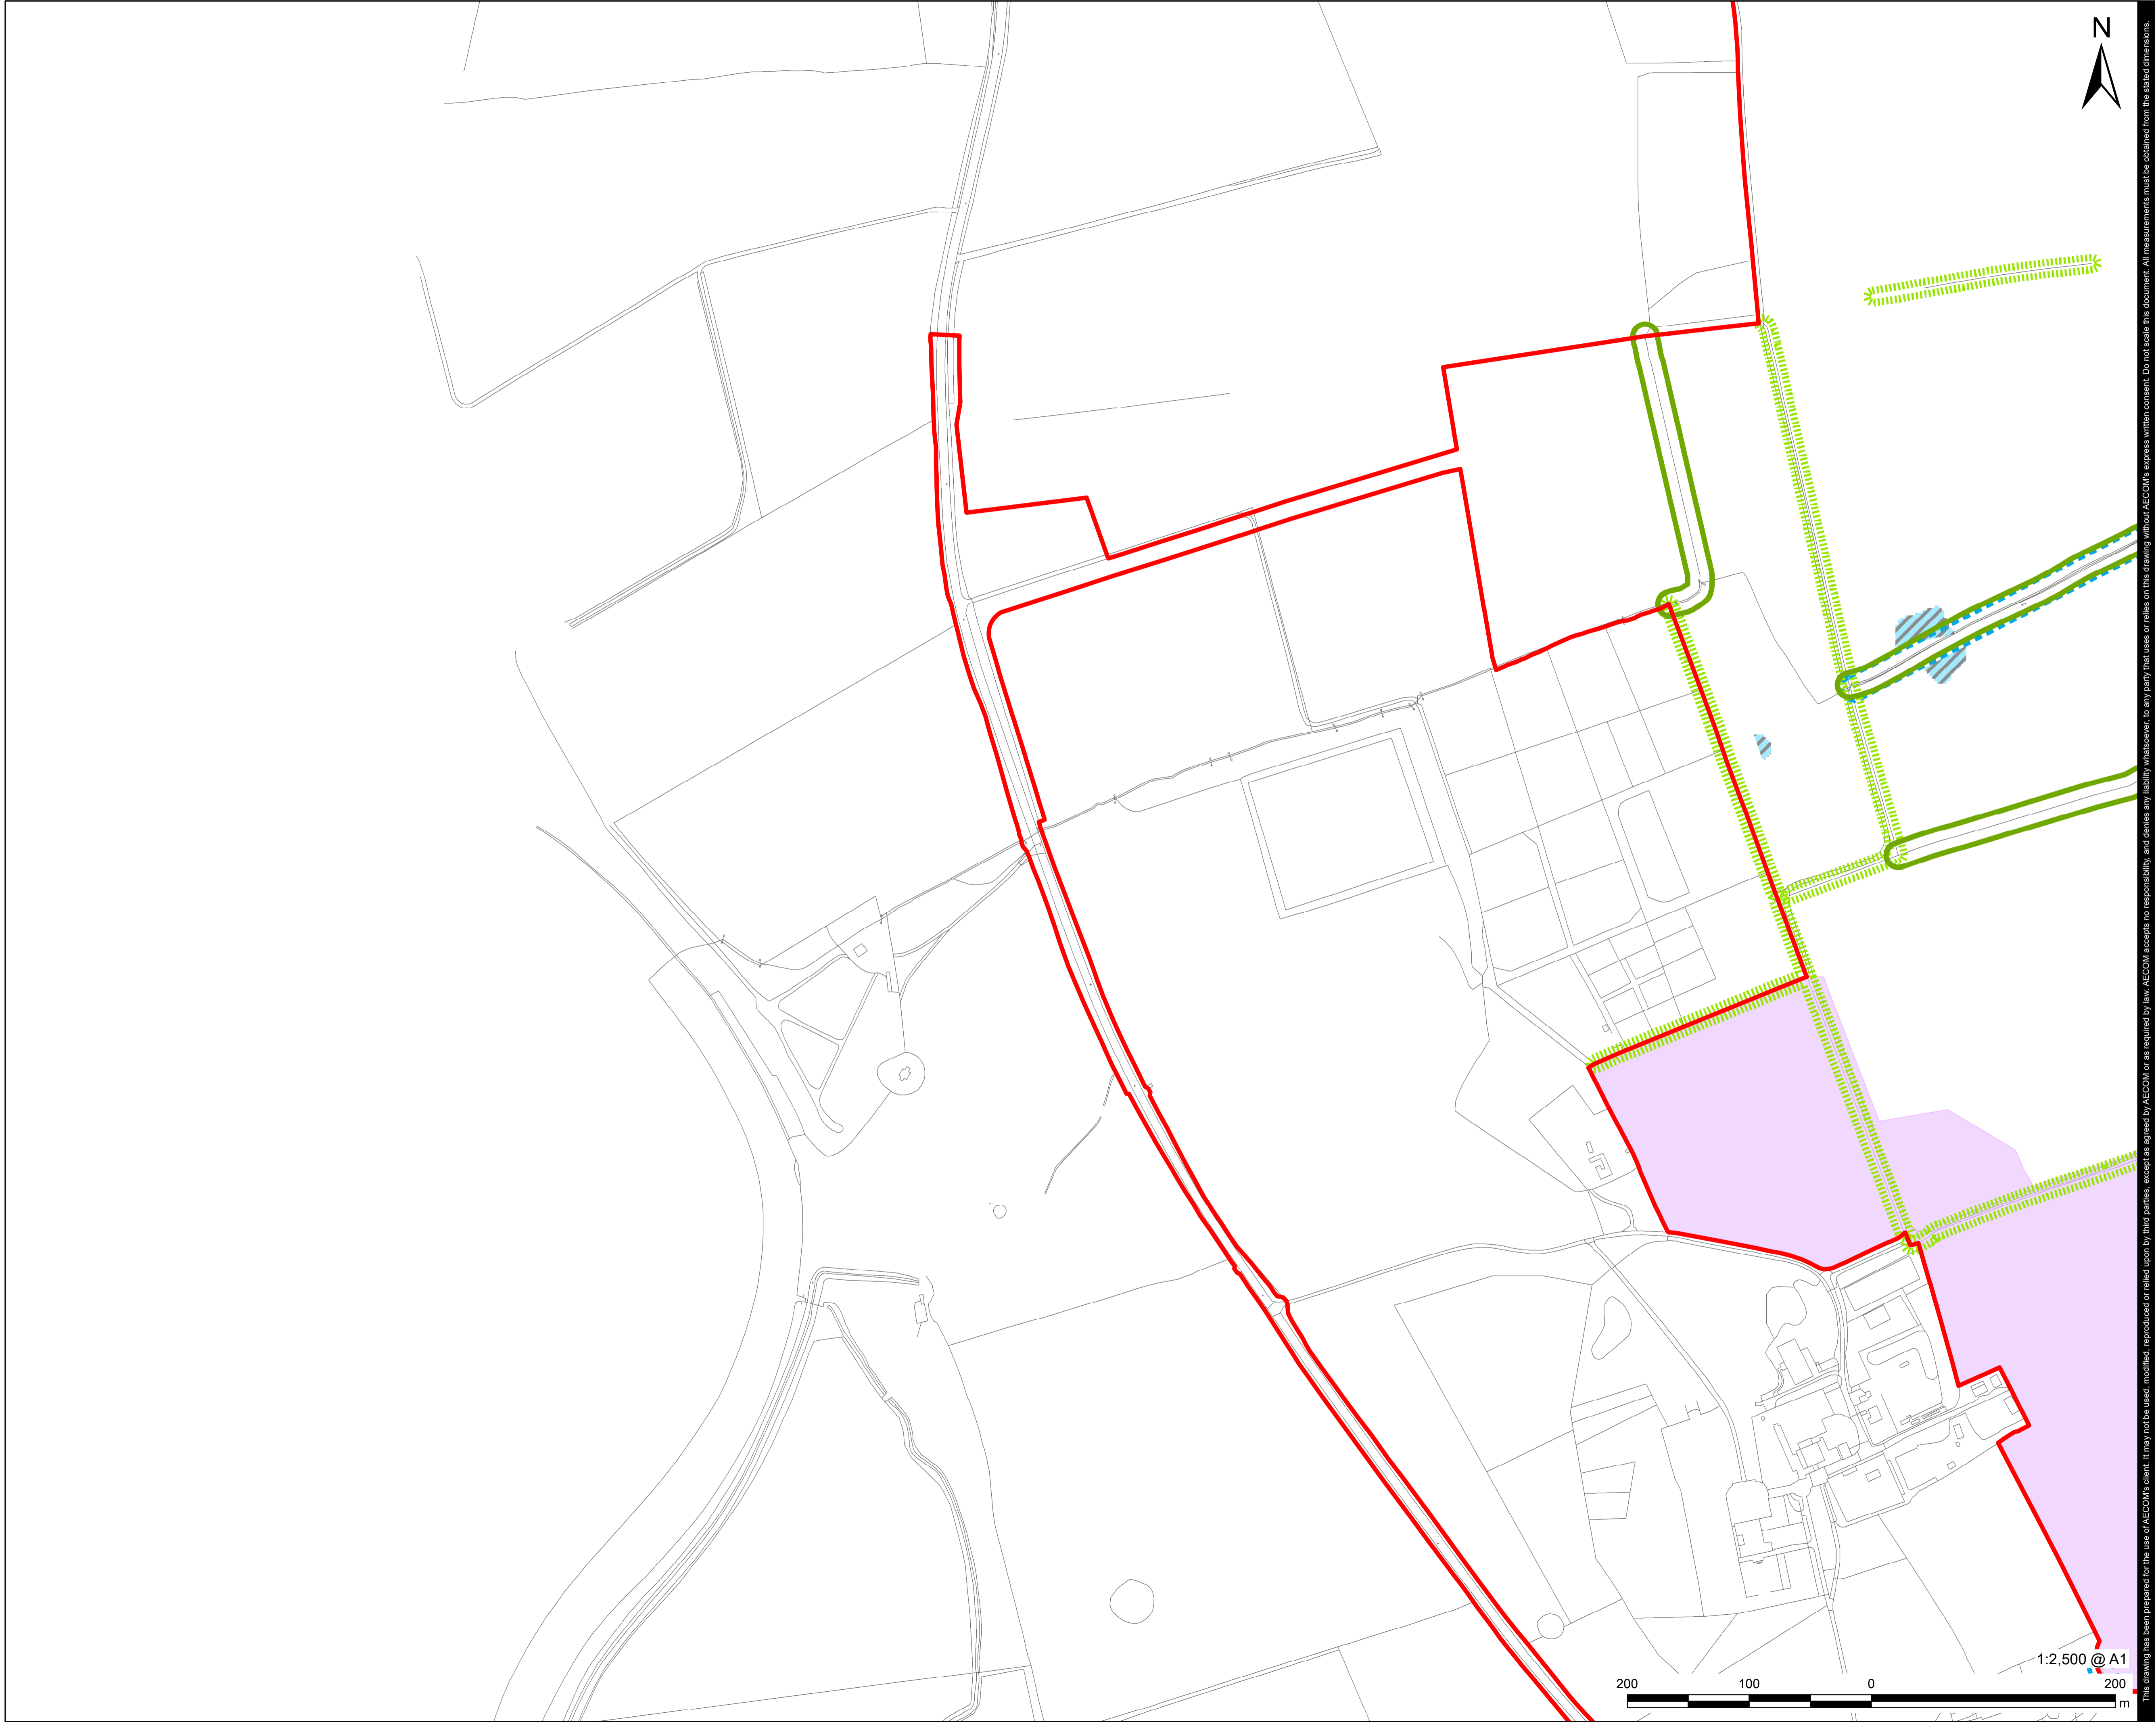 N
This drawing has been prepared for the use of AECOM's client. It may not be used, modified, reproduced or relied upon by third parties, except as agreed by AECOM or as required by law. AECOM accepts no responsibility, and denies any liability whatsoever, to any party that uses or relies on this drawing without AECOM's express written consent. Do not scale this document. All measurements must be obtained from the stated dimensions.
1:2,500 @ A1
200 100 0 200
m